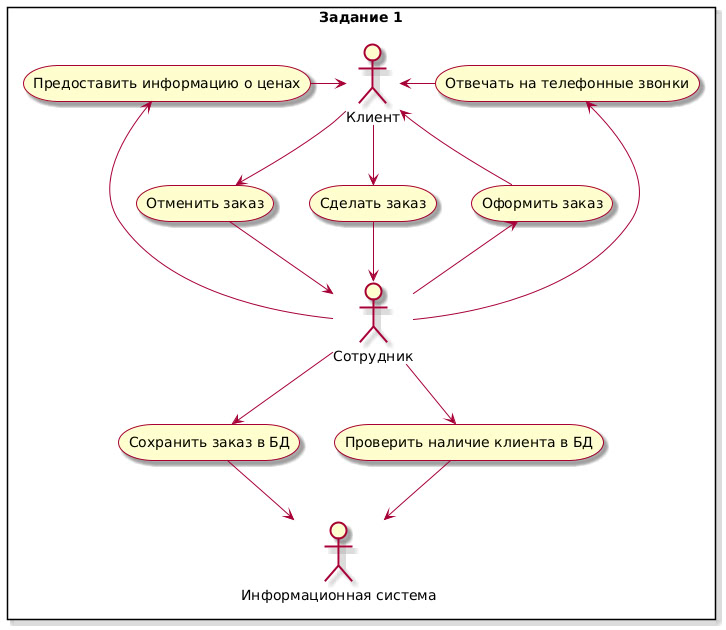 Задание 1
Предоставить информацию о ценах
Отвечать на телефонные звонки
Клиент
Отменить заказ
Сделать заказ
Оформить заказ
Сотрудник
Сохранить заказ в БД
Проверить наличие клиента в БД
Информационная система